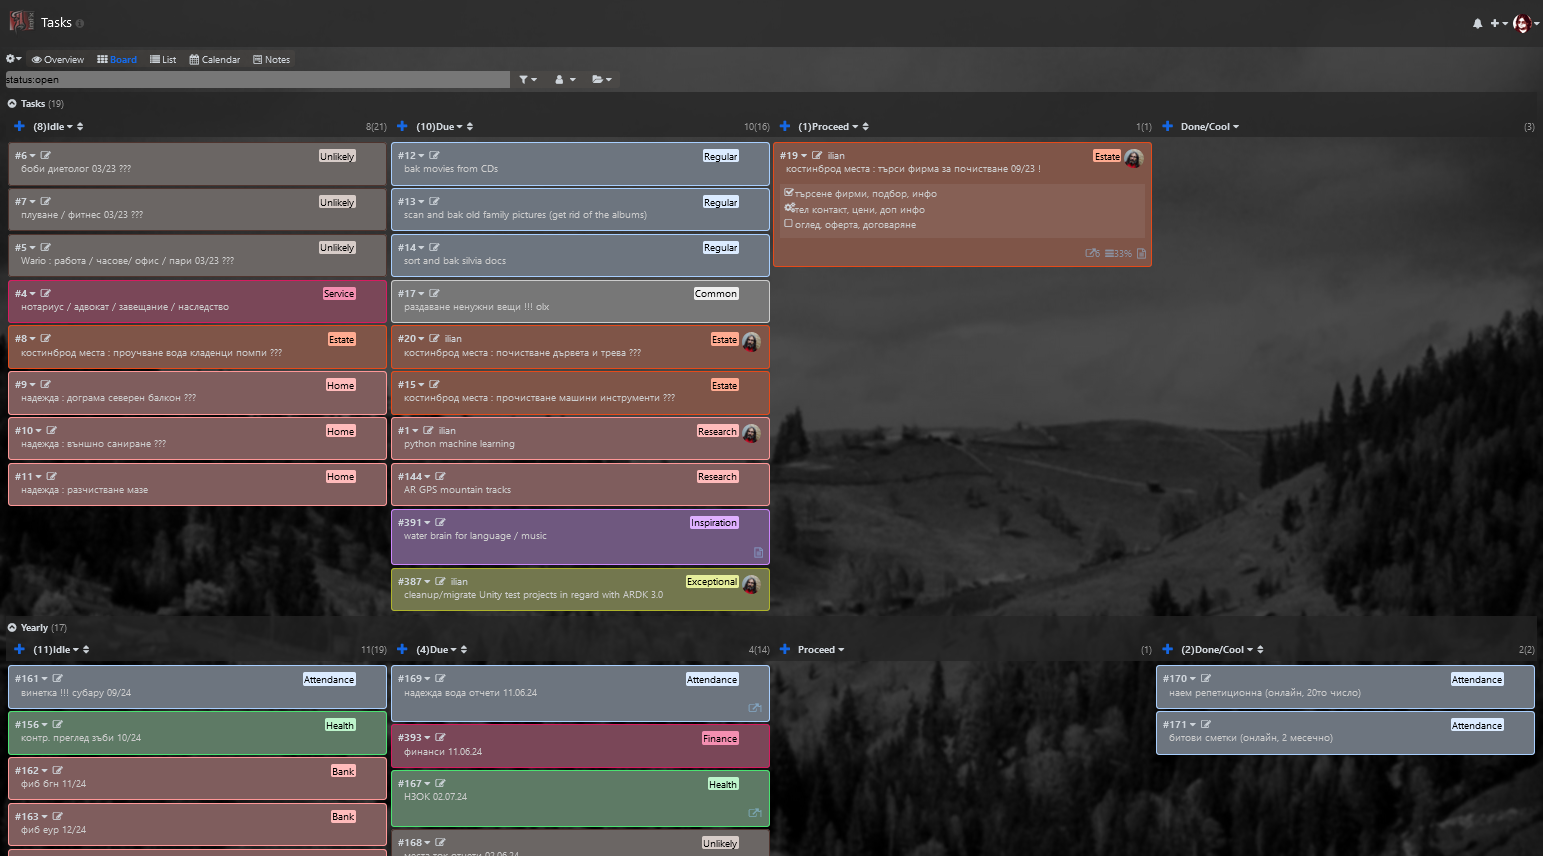 Tasks
Overview Board List Calendar Notes
status:open
Tasks (19)
(8)Idle 8(21)
#6 Unlikely
боби диетолог 03/23 ???
#7 Unlikely
плуване / фитнес 03/23 ???
#5 Unlikely
Wario : работа / часове/ офис / пари 03/23 ???
#4 Service
нотариус / адвокат / завещание / наследство
#8 Estate
костинброд места : проучване вода кладенци помпи ???
#9 Home
надежда : дограма северен балкон ???
#10 Home
надежда : външно саниране ???
#11 Home
надежда : разчистване мазе
(10)Due 10(16)
#12 Regular
bak movies from CDs
#13 Regular
scan and bak old family pictures (get rid of the albums)
#14 Regular
sort and bak silvia docs
#17 Common
раздаване ненужни вещи !!! olx
#20 ilian Estate
костинброд места : почистване дървета и трева ???
#15 Estate
костинброд места : прочистване машини инструменти ???
#1 ilian Research
python machine learning
#144 Research
AR GPS mountain tracks
#391 Inspiration
water brain for language / music
#387 ilian Exceptional
cleanup/migrate Unity test projects in regard with ARDK 3.0
(1)Proceed 1(1)
#19 ilian Estate
костинброд места : търси фирма за почистване 09/23 !
търсене фирми, подбор, инфо
тел контакт, цени, доп инфо
оглед, оферта, договаряне
6 33%
Done/Cool (3)
Yearly (17)
(11)Idle 11(19)
#161 Attendance
винетка !!! субару 09/24
#156 Health
контр. преглед зъби 10/24
#162 Bank
фиб бгн 11/24
#163 Bank
фиб еур 12/24
(4)Due 4(14)
#169 Attendance
надежда вода отчети 11.06.24
1
#393 Finance
финанси 11.06.24
#167 Health
НЗОК 02.07.24
1
#168 Unlikely
места ток отчети 02.06.24
Proceed (1)
(2)Done/Cool 2(2)
#170 Attendance
наем репетиционна (онлайн, 20то число)
#171 Attendance
битови сметки (онлайн, 2 месечно)